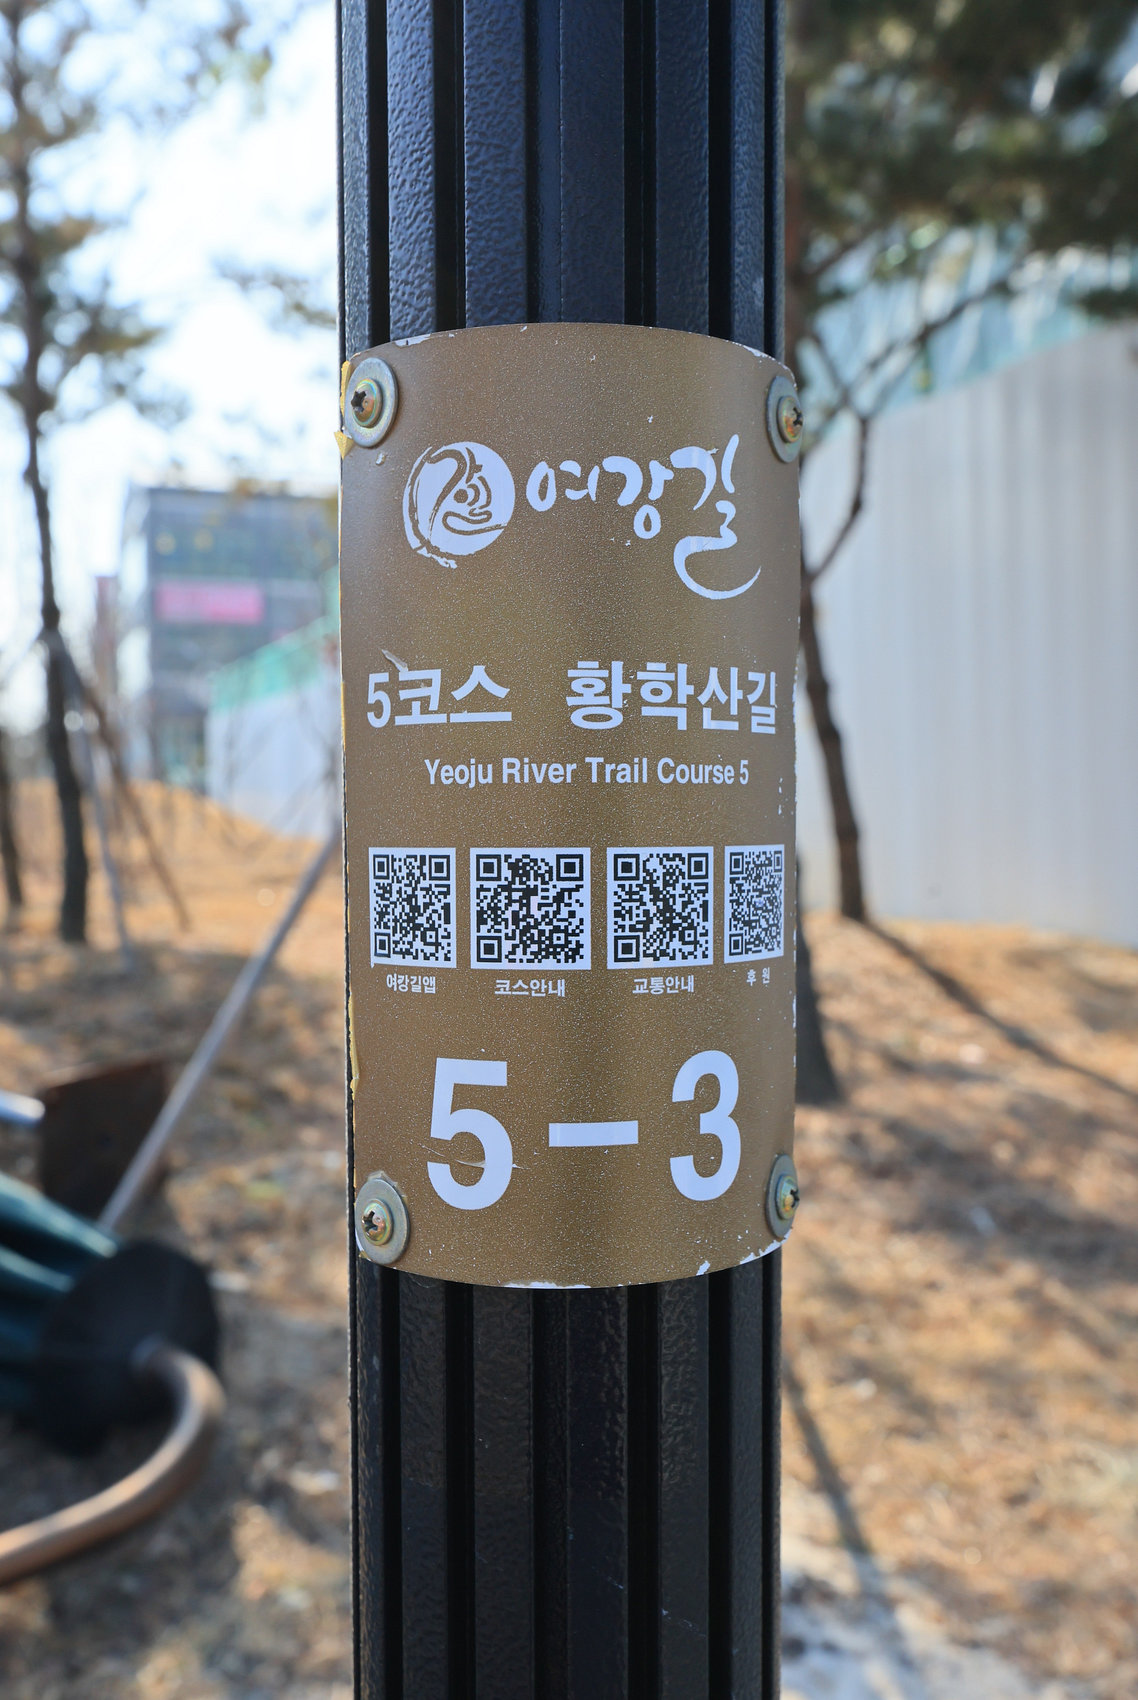 여강길
5코스 황학산길
Yeoju River Trail Course 5
여강길앱 코스안내 교통안내 후원
5-3